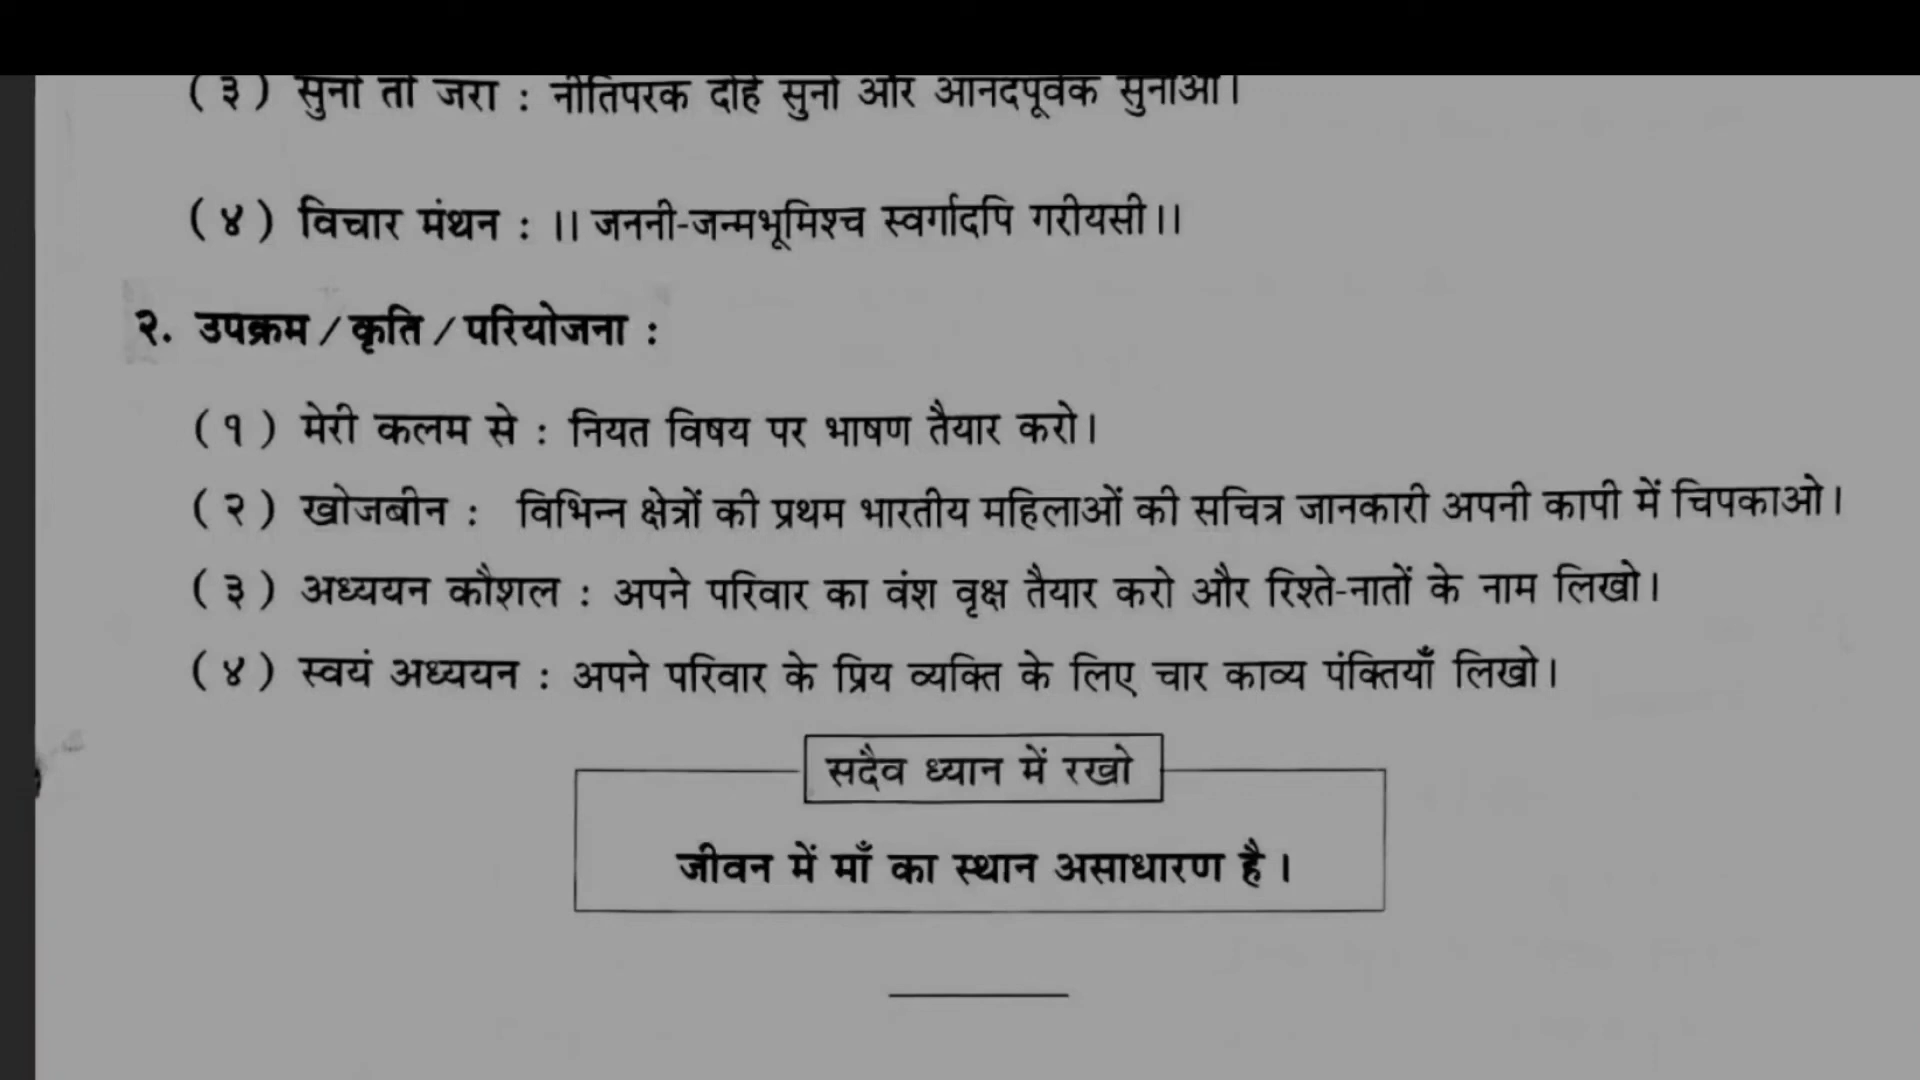 (३) सुनो तो जरा : नीतिपरक दोहे सुनो और आनंदपूर्वक सुनाओ।
(४) विचार मंथन : ।। जननी-जन्मभूमिश्च स्वर्गादपि गरीयसी।।
२. उपक्रम / कृति / परियोजना :
(१) मेरी कलम से : नियत विषय पर भाषण तैयार करो।
(२) खोजबीन : विभिन्न क्षेत्रों की प्रथम भारतीय महिलाओं की सचित्र जानकारी अपनी कापी में चिपकाओ।
(३) अध्ययन कौशल : अपने परिवार का वंश वृक्ष तैयार करो और रिश्ते-नातों के नाम लिखो।
(४) स्वयं अध्ययन : अपने परिवार के प्रिय व्यक्ति के लिए चार काव्य पंक्तियाँ लिखो।
सदैव ध्यान में रखो
जीवन में माँ का स्थान असाधारण है।